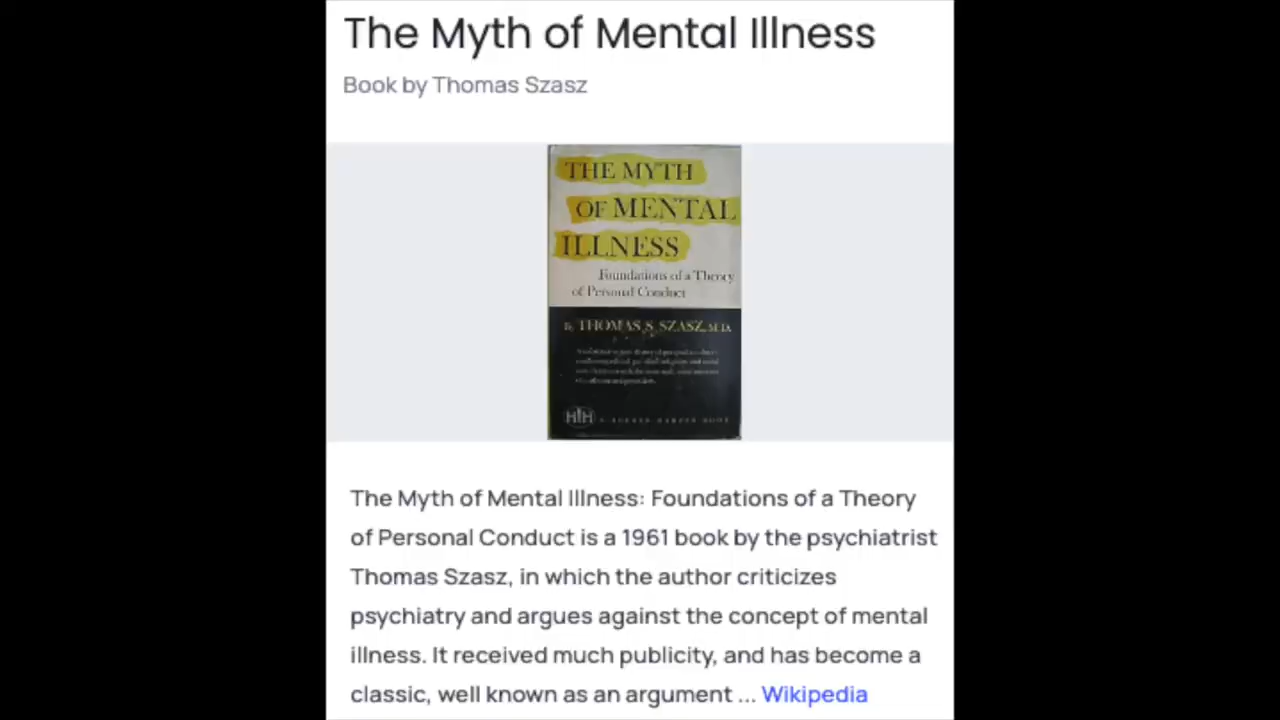 The Myth of Mental Illness
Book by Thomas Szasz
THE MYTH
OF MENTAL
ILLNESS
Foundations of a Theory
of Personal Conduct
By THOMAS S. SZASZ, M.D.
The Myth of Mental Illness: Foundations of a Theory
of Personal Conduct is a 1961 book by the psychiatrist
Thomas Szasz, in which the author criticizes
psychiatry and argues against the concept of mental
illness. It received much publicity, and has become a
classic, well known as an argument ... Wikipedia